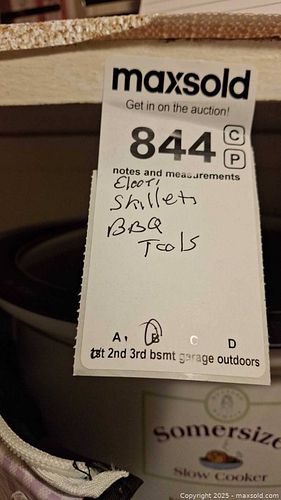 maxsold
Get in on the auction!
844 C
P
notes and measurements
Skillets
BBQ
Tools
A B C D
1st 2nd 3rd bsmt garage outdoors
Somersize
Slow Cooker
Copyright 2025 - maxsold.com